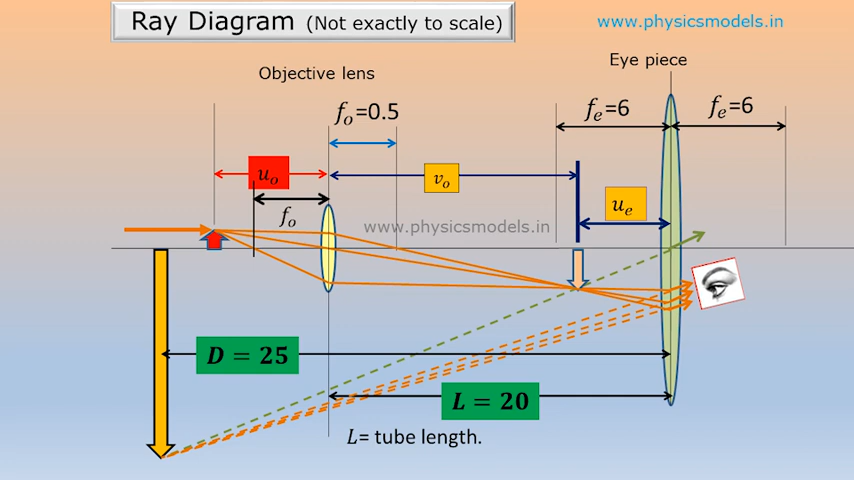 Ray Diagram (Not exactly to scale)
www.physicsmodels.in
Objective lens
Eye piece
fₒ=0.5
fₑ=6
fₑ=6
uₒ
vₒ
uₑ
fₒ
www.physicsmodels.in
D = 25
L = 20
L= tube length.